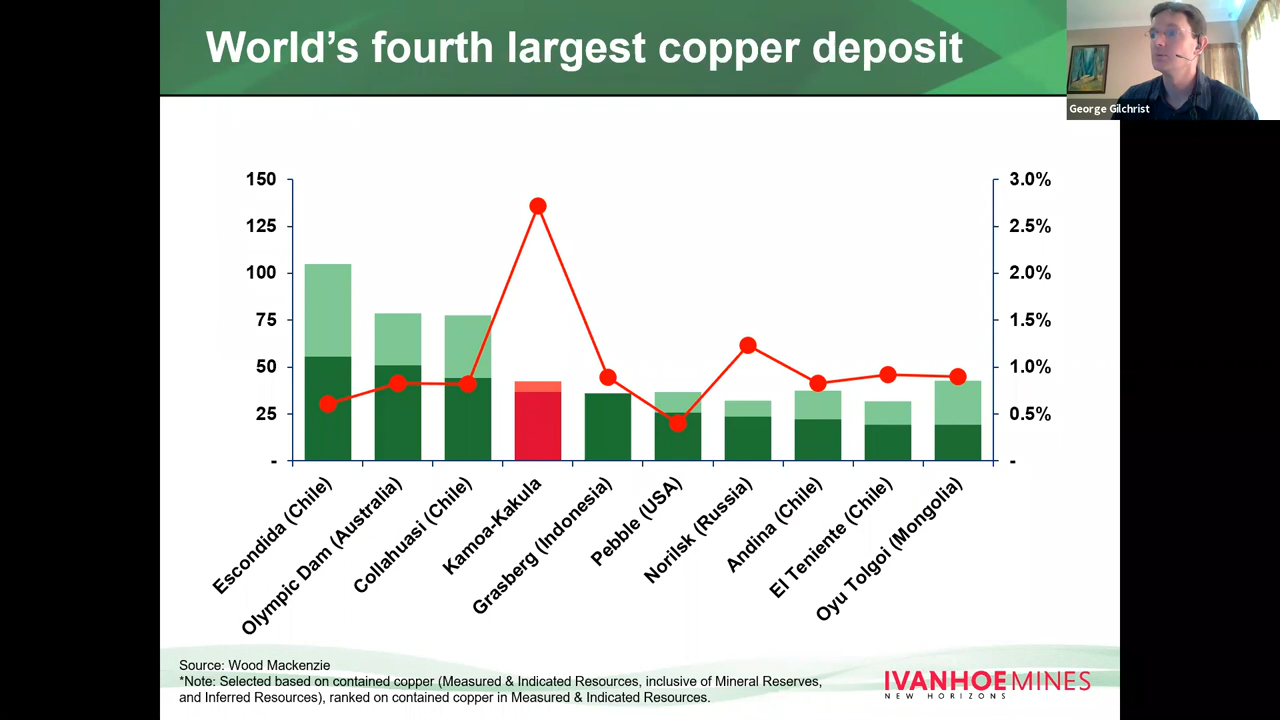 World’s fourth largest copper deposit
George Gilchrist
150
125
100
75
50
25
-
3.0%
2.5%
2.0%
1.5%
1.0%
0.5%
-
Escondida (Chile)
Olympic Dam (Australia)
Collahuasi (Chile)
Kamoa-Kakula
Grasberg (Indonesia)
Pebble (USA)
Norilsk (Russia)
Andina (Chile)
El Teniente (Chile)
Oyu Tolgoi (Mongolia)
Source: Wood Mackenzie
*Note: Selected based on contained copper (Measured & Indicated Resources, inclusive of Mineral Reserves,
and Inferred Resources), ranked on contained copper in Measured & Indicated Resources.
IVANHOE MINES
NEW HORIZONS